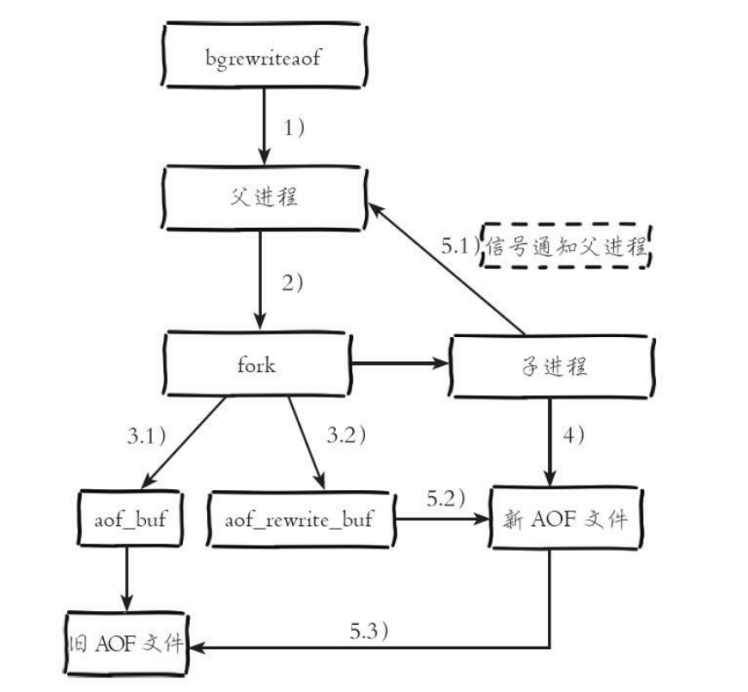 bgrewriteaof
1)
父进程
5.1)信号通知父进程
2)
fork
子进程
3.1)
3.2)
4)
aof_buf
aof_rewrite_buf
5.2)
新 AOF 文件
旧 AOF 文件
5.3)